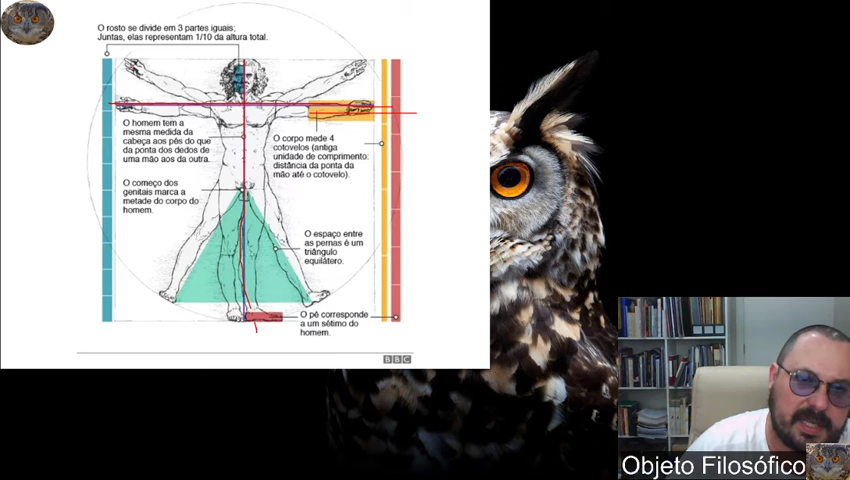 O rosto se divide em 3 partes iguais;
Juntas, elas representam 1/10 da altura total.
O homem tem a
mesma medida da
cabeça aos pés do que
da ponta dos dedos de
uma mão aos da outra.
O corpo mede 4
cotovelos (antiga
unidade de comprimento:
distância da ponta da
mão até o cotovelo).
O começo dos
genitais marca a
metade do corpo do
homem.
O espaço entre
as pernas é um
triângulo
equilátero.
O pé corresponde
a um sétimo do
homem.
BBC
Objeto Filosófico